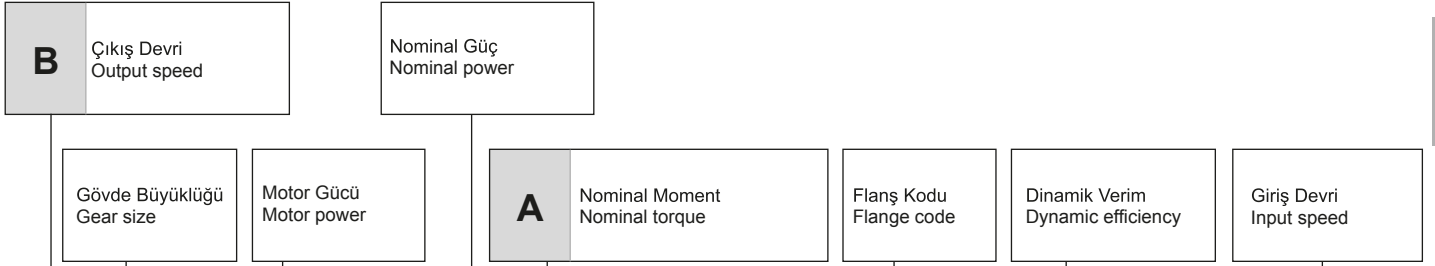 B
Çıkış Devri
Output speed
Nominal Güç
Nominal power
Gövde Büyüklüğü
Gear size
Motor Gücü
Motor power
A
Nominal Moment
Nominal torque
Flanş Kodu
Flange code
Dinamik Verim
Dynamic efficiency
Giriş Devri
Input speed